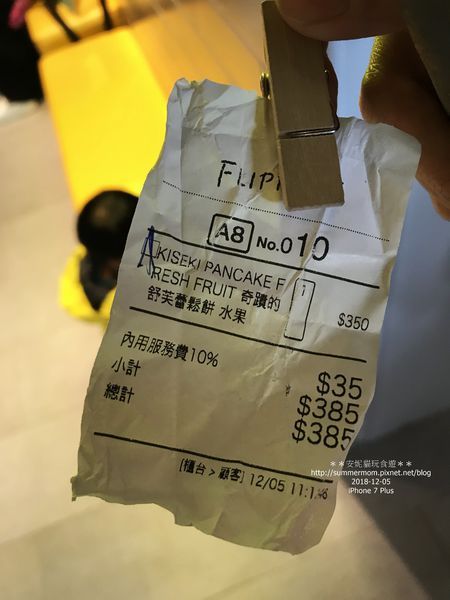 FLIP
A8 No.010
KISEKI PANCAKE F
RESH FRUIT 奇蹟的
舒芙蕾鬆餅 水果
1
$350
內用服務費10%
$35
小計
$385
總計
$385
[櫃台 > 顧客] 12/05 11:1
**安妮貓玩食遊**
http://summermom.pixnet.net/blog
2018-12-05
iPhone 7 Plus